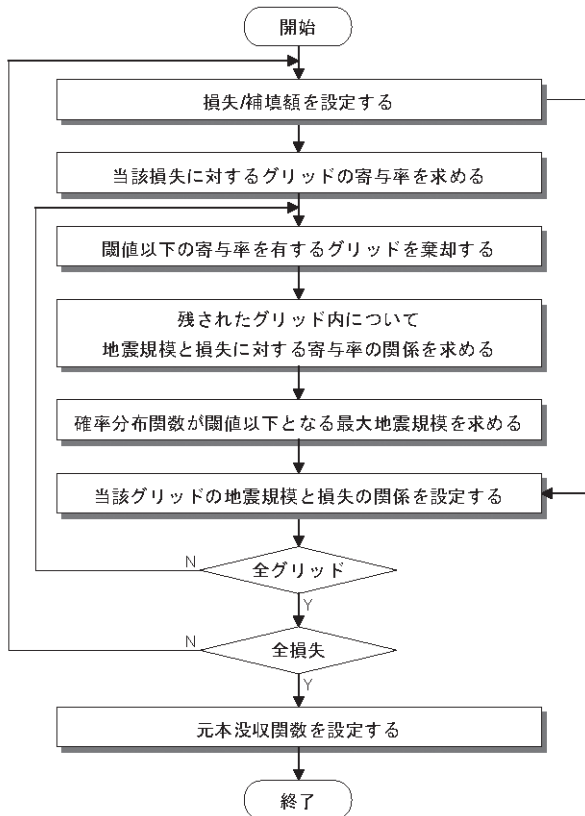 開始
損失/補填額を設定する
当該損失に対するグリッドの寄与率を求める
閾値以下の寄与率を有するグリッドを棄却する
残されたグリッド内について
地震規模と損失に対する寄与率の関係を求める
確率分布関数が閾値以下となる最大地震規模を求める
当該グリッドの地震規模と損失の関係を設定する
N
全グリッド
Y
N
全損失
Y
元本没収関数を設定する
終了